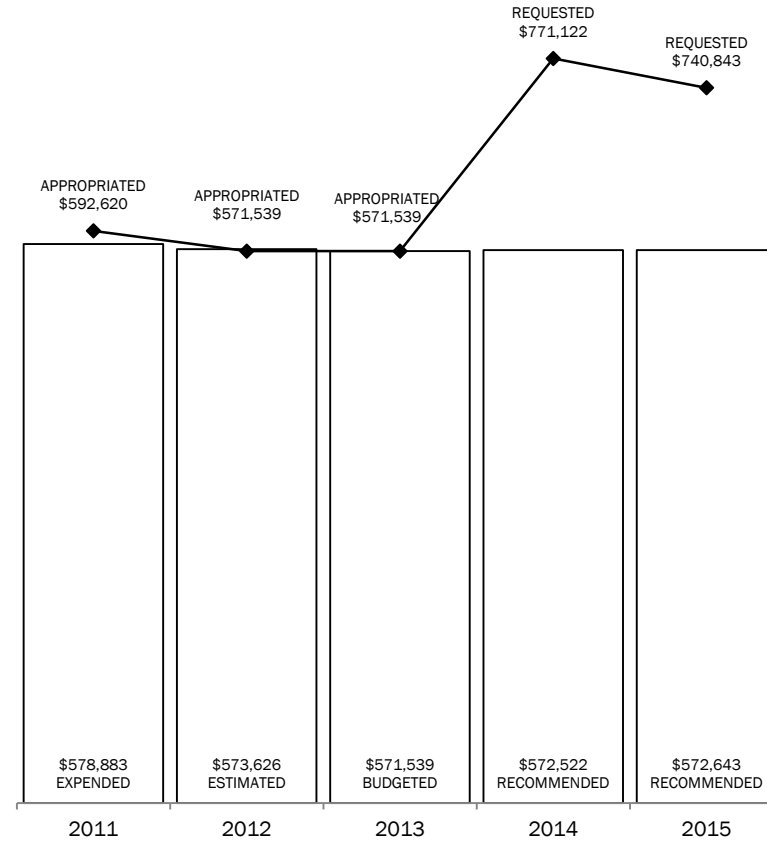 REQUESTED
$771,122
REQUESTED
$740,843
APPROPRIATED
$592,620
APPROPRIATED
$571,539
APPROPRIATED
$571,539
$578,883
EXPENDED
$573,626
ESTIMATED
$571,539
BUDGETED
$572,522
RECOMMENDED
$572,643
RECOMMENDED
2011
2012
2013
2014
2015